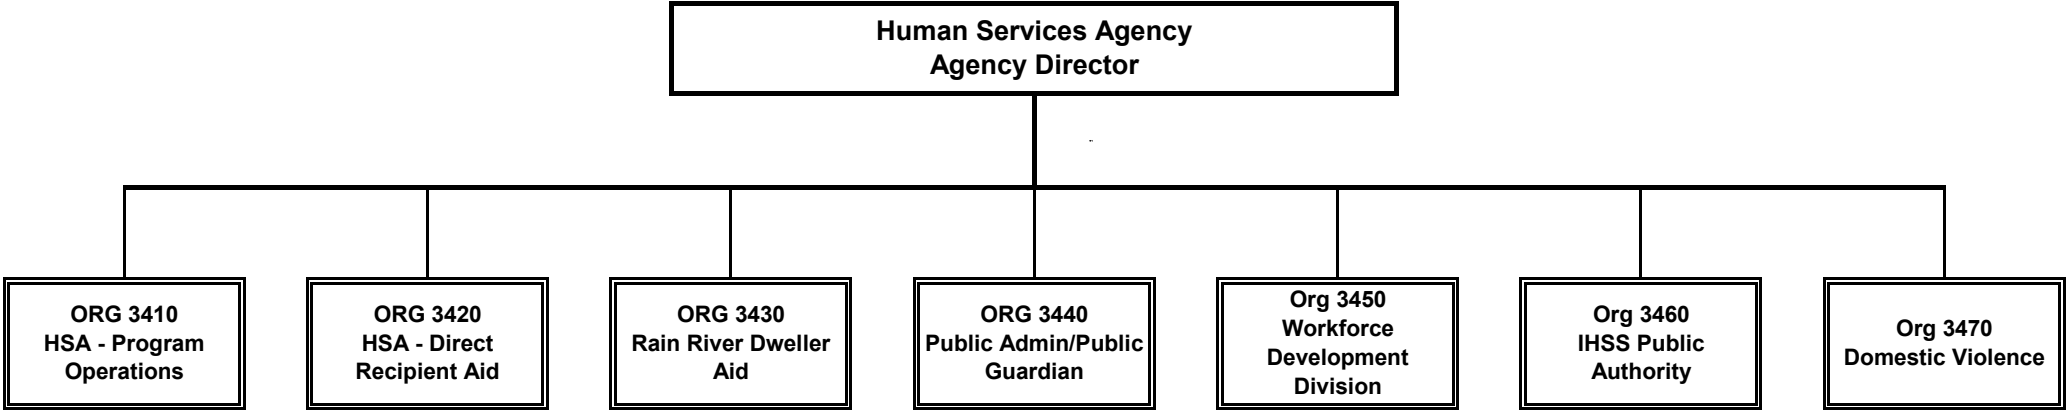 Human Services Agency
Agency Director
ORG 3410
HSA - Program
Operations
ORG 3420
HSA - Direct
Recipient Aid
ORG 3430
Rain River Dweller
Aid
ORG 3440
Public Admin/Public
Guardian
Org 3450
Workforce
Development
Division
Org 3460
IHSS Public
Authority
Org 3470
Domestic Violence